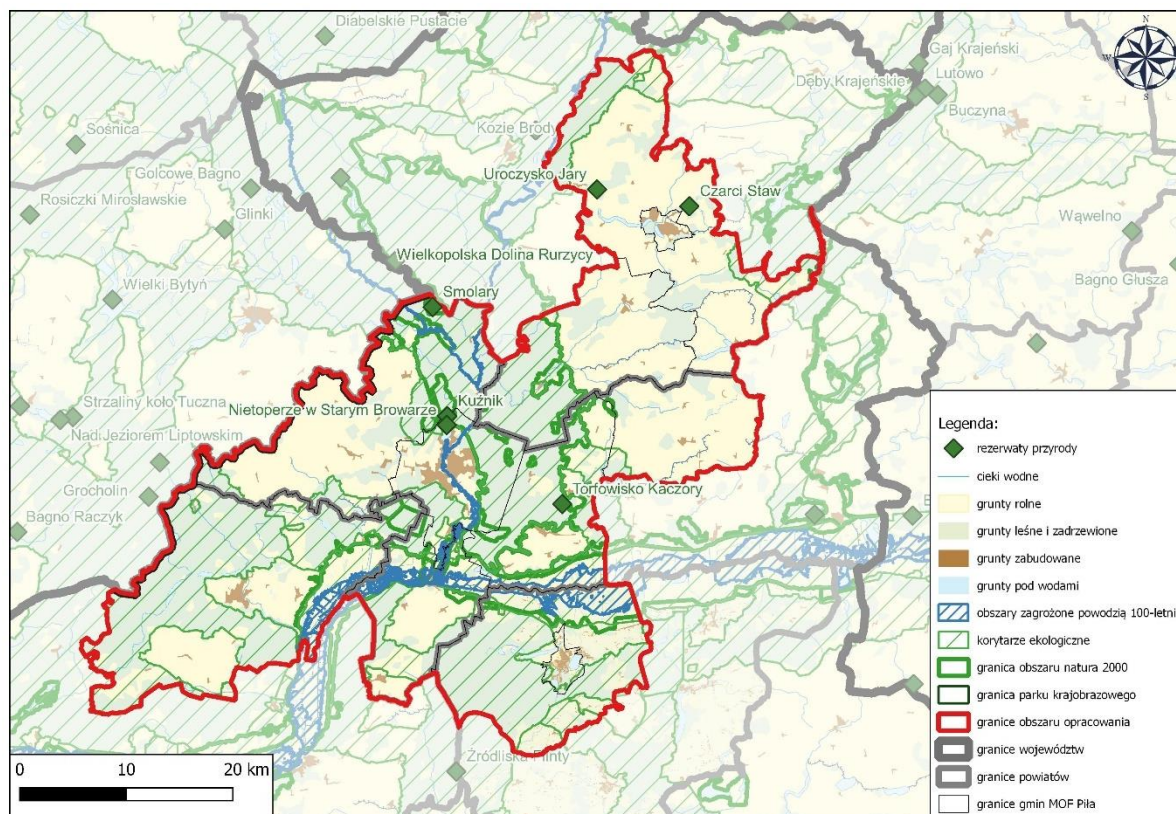 Diabelskie Pustacie
N
W
E
S
Gaj Krajeński
Dęby Krajeńskie
Lutowo
Buczyna
Sośnica
Kozie Brody
Golcowe Bagno
Uroczysko Jary
Czarci Staw
Rosiczki Mirosławskie
Glinki
Wąwelno
Wielkopolska Dolina Rurzycy
Bagno Głusza
Wielki Bytyń
Smolary
Kuźnik
Strzaliny koło Tuczna
Nietoperze w Starym Browarze
Nad Jeziorem Liptowskim
Grocholin
Torfowisko Kaczory
Bagno Raczyk
Źródliska Flinty
Legenda:
rezerwaty przyrody
cieki wodne
grunty rolne
grunty leśne i zadrzewione
grunty zabudowane
grunty pod wodami
obszary zagrożone powodzią 100-letni
korytarze ekologiczne
granica obszaru natura 2000
granica parku krajobrazowego
granice obszaru opracowania
granice województw
granice powiatów
granice gmin MOF Piła
0 10 20 km